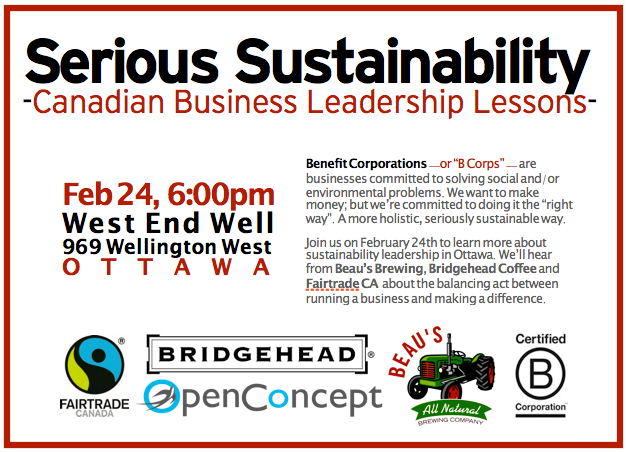 Serious Sustainability
-Canadian Business Leadership Lessons-
Feb 24, 6:00pm
West End Well
969 Wellington West
OTTAWA
Benefit Corporations —or “B Corps” — are
businesses committed to solving social and/or
environmental problems. We want to make
money; but we’re committed to doing it the “right
way”. A more holistic, seriously sustainable way.
Join us on February 24th to learn more about
sustainability leadership in Ottawa. We’ll hear
from Beau’s Brewing, Bridgehead Coffee and
Fairtrade CA about the balancing act between
running a business and making a difference.
®
FAIRTRADE
CANADA
BRIDGEHEAD®
OpenConcept
BEAU'S
All Natural
BREWING COMPANY
Certified
B
Corporation™